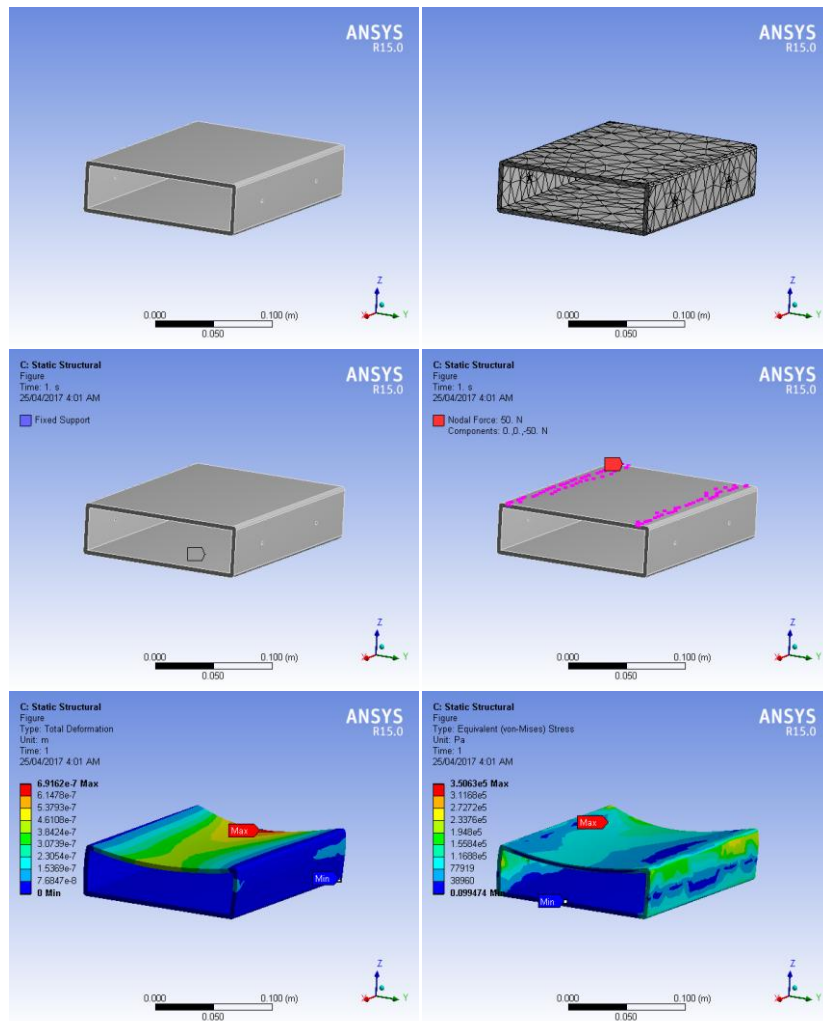 ANSYS
R15.0
Z
X
Y
0.000
0.100 (m)
0.050
ANSYS
R15.0
Z
X
Y
0.000
0.100 (m)
0.050
C: Static Structural
Figure
Time: 1. s
25/04/2017 4:01 AM
Fixed Support
ANSYS
R15.0
Z
X
Y
0.000
0.100 (m)
0.050
C: Static Structural
Figure
Time: 1. s
25/04/2017 4:01 AM
Nodal Force: 50. N
Components: 0.,0.,-50. N
ANSYS
R15.0
Z
X
Y
0.000
0.100 (m)
0.050
C: Static Structural
Figure
Type: Total Deformation
Unit: m
Time: 1
25/04/2017 4:01 AM
ANSYS
R15.0
6.9162e-7 Max
6.1478e-7
5.3793e-7
4.6108e-7
3.8424e-7
3.0739e-7
2.3054e-7
1.5369e-7
7.6847e-8
0 Min
Max
Min
Z
X
Y
0.000
0.100 (m)
0.050
C: Static Structural
Figure
Type: Equivalent (von-Mises) Stress
Unit: Pa
Time: 1
25/04/2017 4:01 AM
ANSYS
R15.0
3.5063e5 Max
3.1168e5
2.7272e5
2.3376e5
1.948e5
1.5584e5
1.1688e5
77919
38960
0.099474 Min
Max
Min
Z
X
Y
0.000
0.100 (m)
0.050